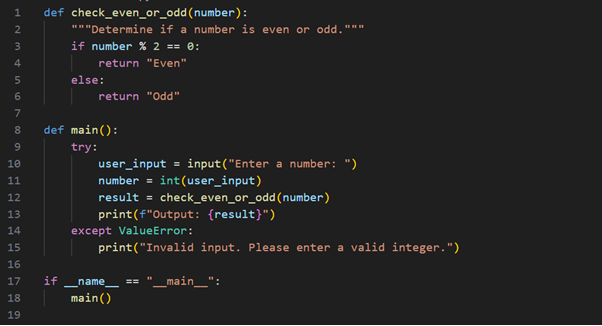 1 def check_even_or_odd(number):
2     """Determine if a number is even or odd."""
3     if number % 2 == 0:
4         return "Even"
5     else:
6         return "Odd"
7
8 def main():
9     try:
10         user_input = input("Enter a number: ")
11         number = int(user_input)
12         result = check_even_or_odd(number)
13         print(f"Output: {result}")
14     except ValueError:
15         print("Invalid input. Please enter a valid integer.")
16
17 if __name__ == "__main__":
18     main()
19